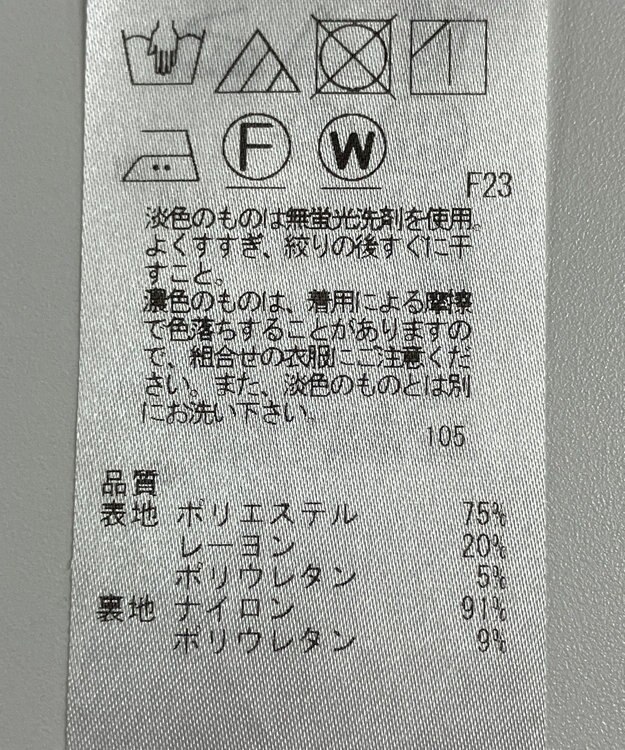 F W
F23
淡色のものは無蛍光洗剤を使用。
よくすすぎ、絞りの後すぐに干
すこと。
濃色のものは、着用による摩擦
で色落ちすることがありますの
で、組合せの衣服にご注意くだ
さい。また、淡色のものとは別
にお洗い下さい。
105
品質
表地 ポリエステル 75%
レーヨン 20%
ポリウレタン 5%
裏地 ナイロン 91%
ポリウレタン 9%